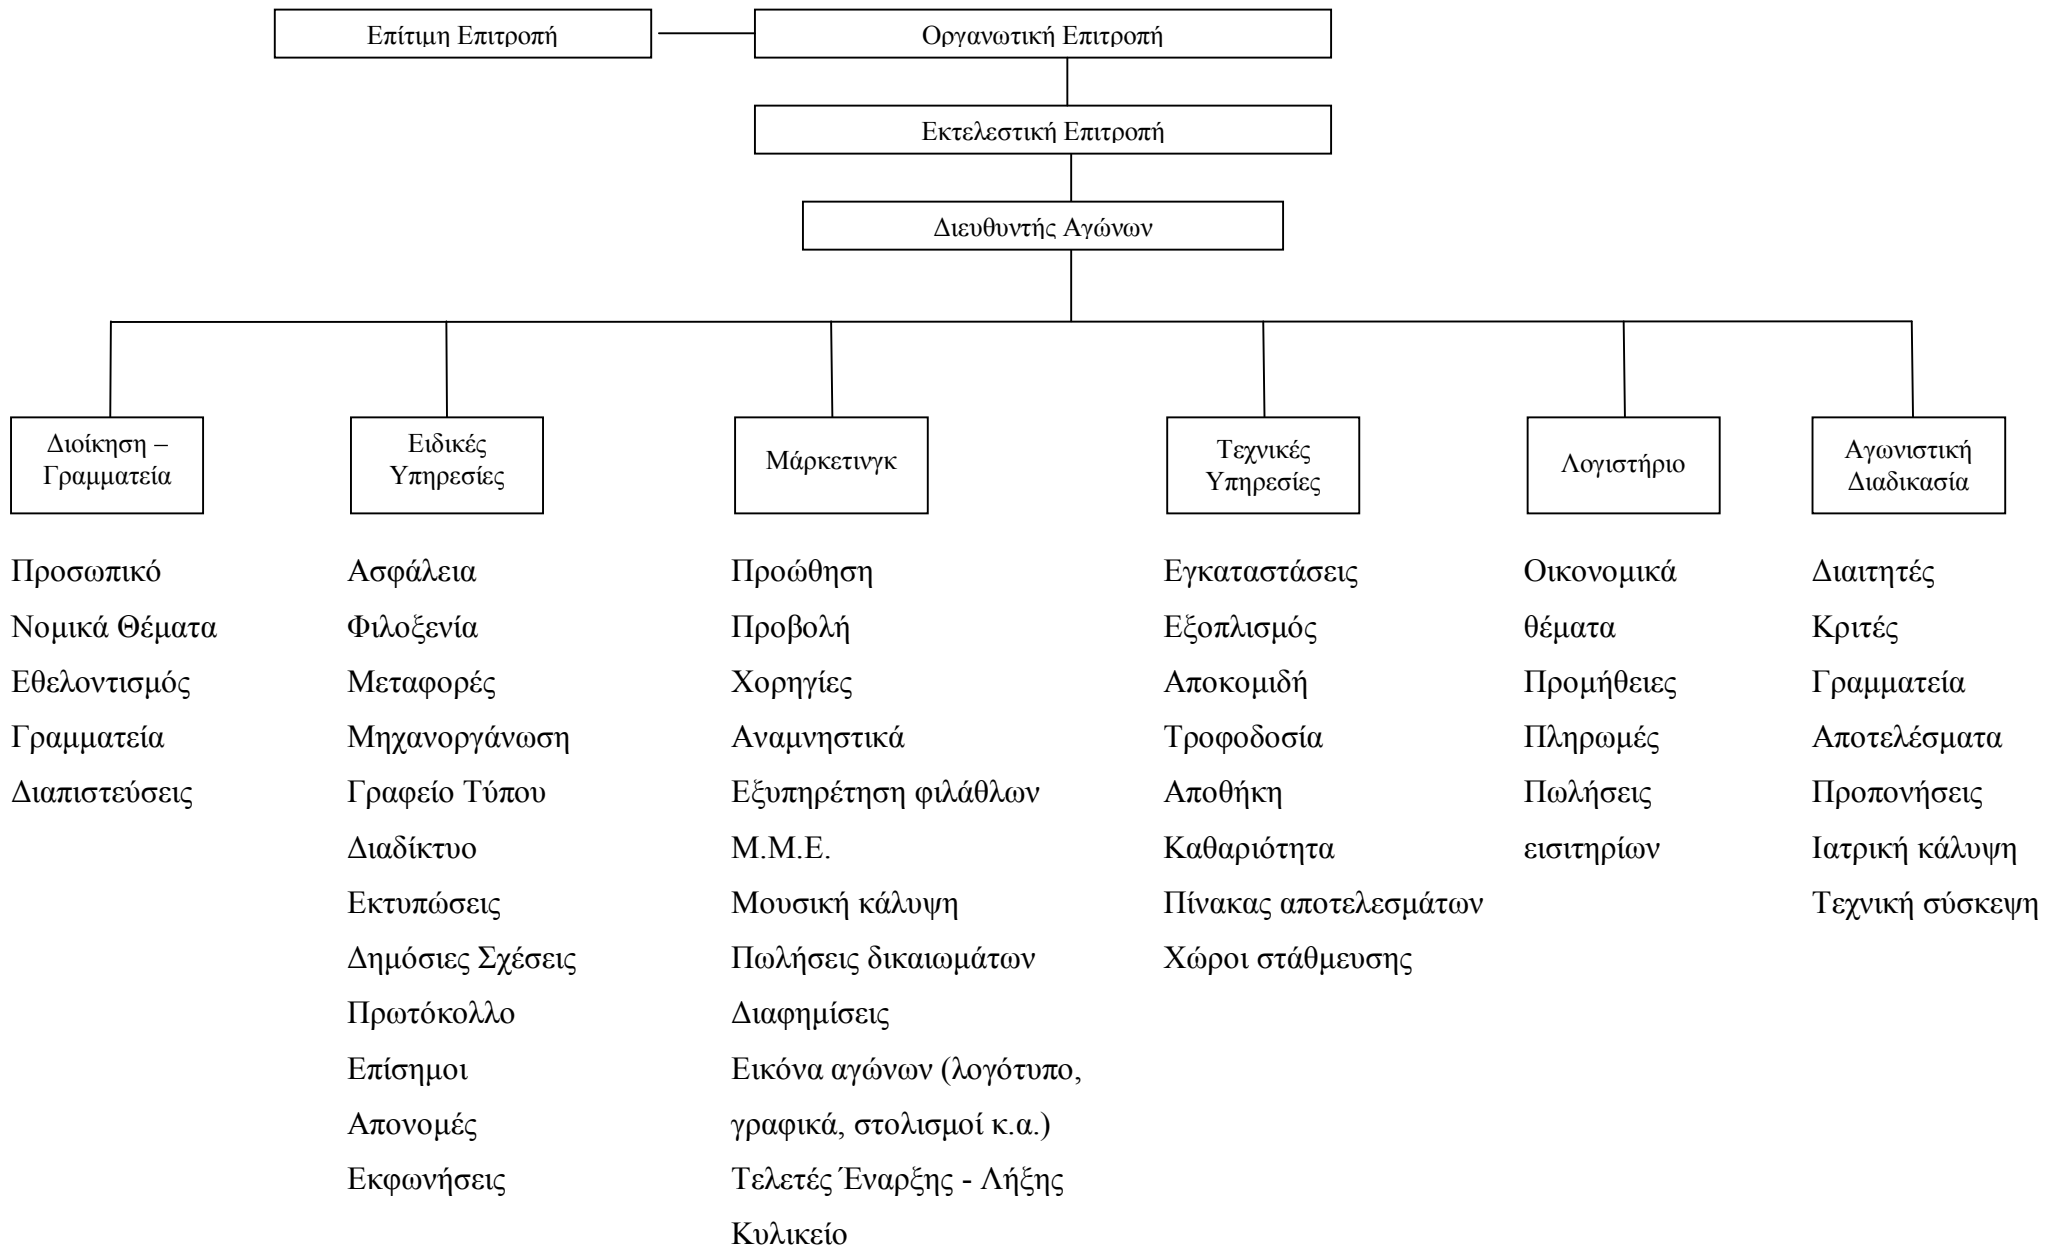 Επίτιμη Επιτροπή
Οργανωτική Επιτροπή
Εκτελεστική Επιτροπή
Διευθυντής Αγώνων
Διοίκηση –
Γραμματεία
Προσωπικό
Νομικά Θέματα
Εθελοντισμός
Γραμματεία
Διαπιστεύσεις
Ειδικές
Υπηρεσίες
Ασφάλεια
Φιλοξενία
Μεταφορές
Μηχανοργάνωση
Γραφείο Τύπου
Διαδίκτυο
Εκτυπώσεις
Δημόσιες Σχέσεις
Πρωτόκολλο
Επίσημοι
Απονομές
Εκφωνήσεις
Μάρκετινγκ
Προώθηση
Προβολή
Χορηγίες
Αναμνηστικά
Εξυπηρέτηση φιλάθλων
Μ.Μ.Ε.
Μουσική κάλυψη
Πωλήσεις δικαιωμάτων
Διαφημίσεις
Εικόνα αγώνων (λογότυπο,
γραφικά, στολισμοί κ.α.)
Τελετές Έναρξης - Λήξης
Κυλικείο
Τεχνικές
Υπηρεσίες
Εγκαταστάσεις
Εξοπλισμός
Αποκομιδή
Τροφοδοσία
Αποθήκη
Καθαριότητα
Πίνακας αποτελεσμάτων
Χώροι στάθμευσης
Λογιστήριο
Οικονομικά
θέματα
Προμήθειες
Πληρωμές
Πωλήσεις
εισιτηρίων
Αγωνιστική
Διαδικασία
Διαιτητές
Κριτές
Γραμματεία
Αποτελέσματα
Προπονήσεις
Ιατρική κάλυψη
Τεχνική σύσκεψη